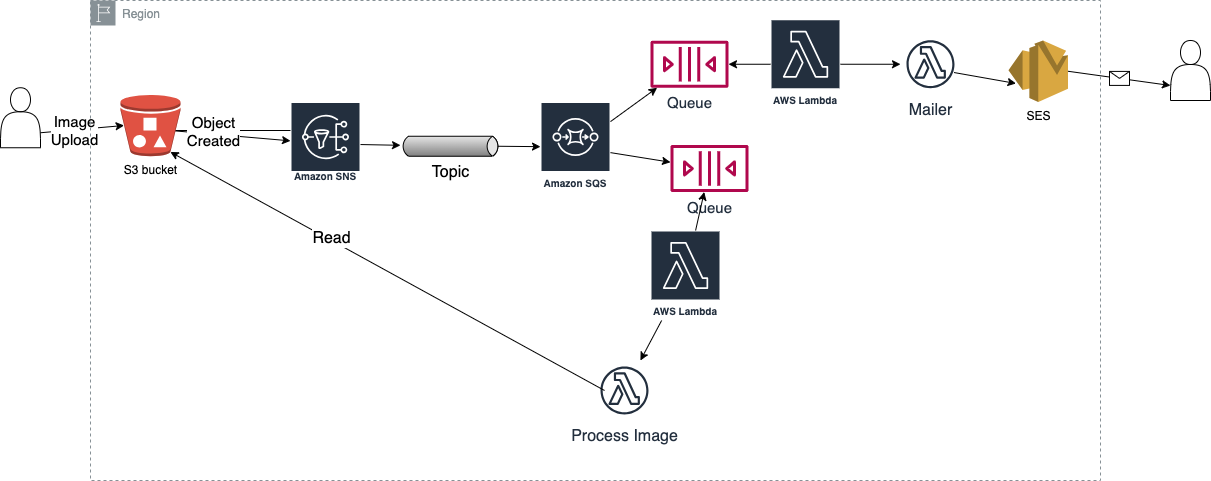 Region
Image
Upload
S3 bucket
Object
Created
Amazon SNS
Topic
Amazon SQS
Queue
AWS Lambda
Mailer
SES
Queue
Read
AWS Lambda
Process Image